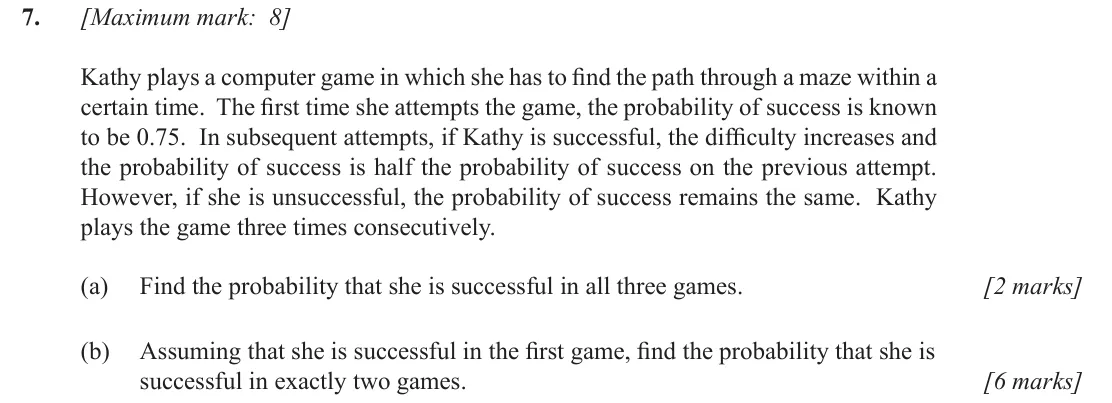 7. [Maximum mark: 8]
Kathy plays a computer game in which she has to find the path through a maze within a
certain time. The first time she attempts the game, the probability of success is known
to be 0.75. In subsequent attempts, if Kathy is successful, the difficulty increases and
the probability of success is half the probability of success on the previous attempt.
However, if she is unsuccessful, the probability of success remains the same. Kathy
plays the game three times consecutively.
(a) Find the probability that she is successful in all three games. [2 marks]
(b) Assuming that she is successful in the first game, find the probability that she is
successful in exactly two games. [6 marks]